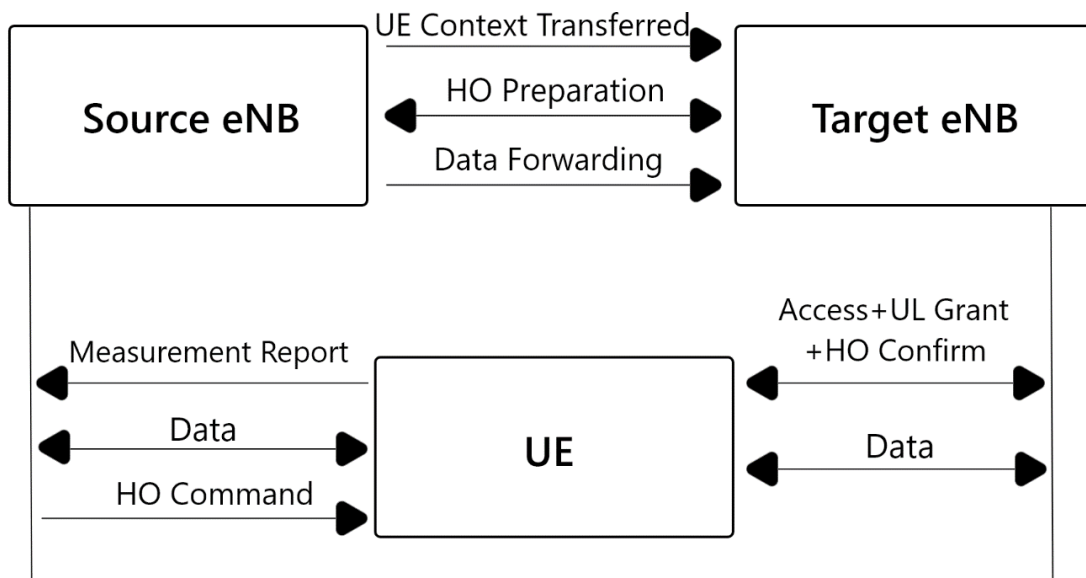 UE Context Transferred
Source eNB
HO Preparation
Target eNB
Data Forwarding
Measurement Report
Data
HO Command
UE
Access+UL Grant
+HO Confirm
Data